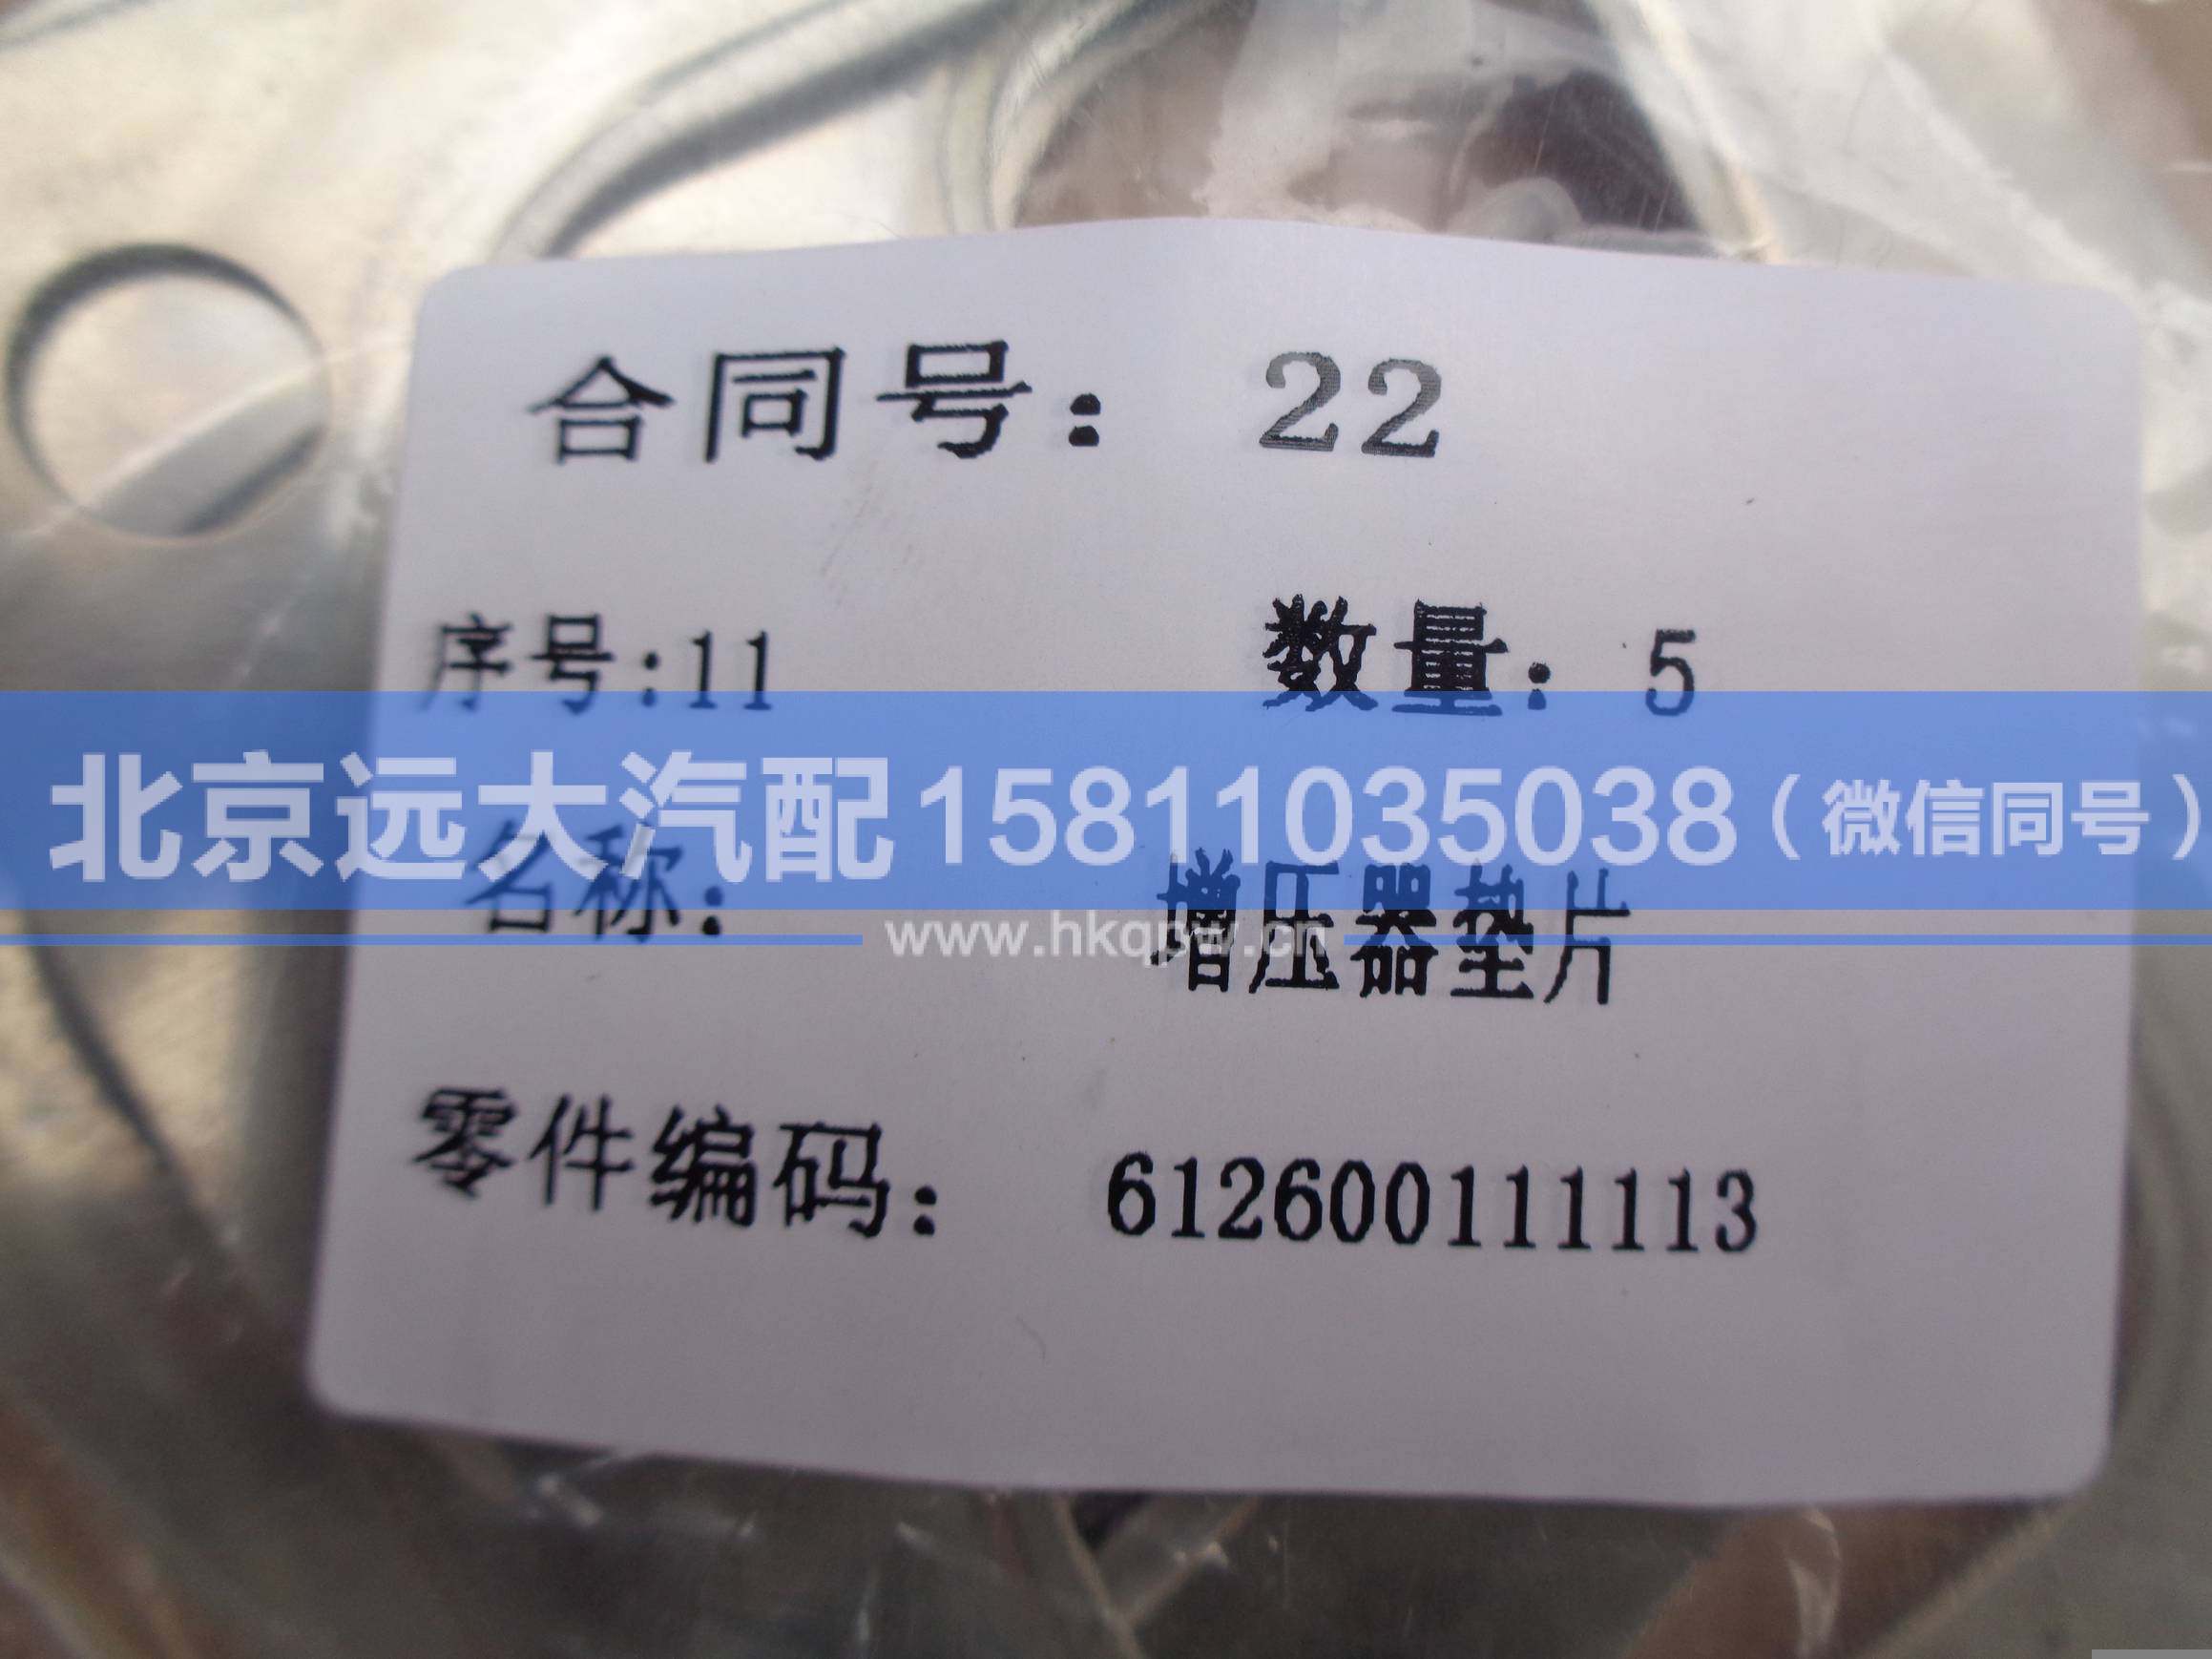 合同号： 22
序号:11 数量： 5
北京远大汽配15811035038（微信同号）
名称： 增压器垫片
www.hkqpw.cn
零件编码： 612600111113